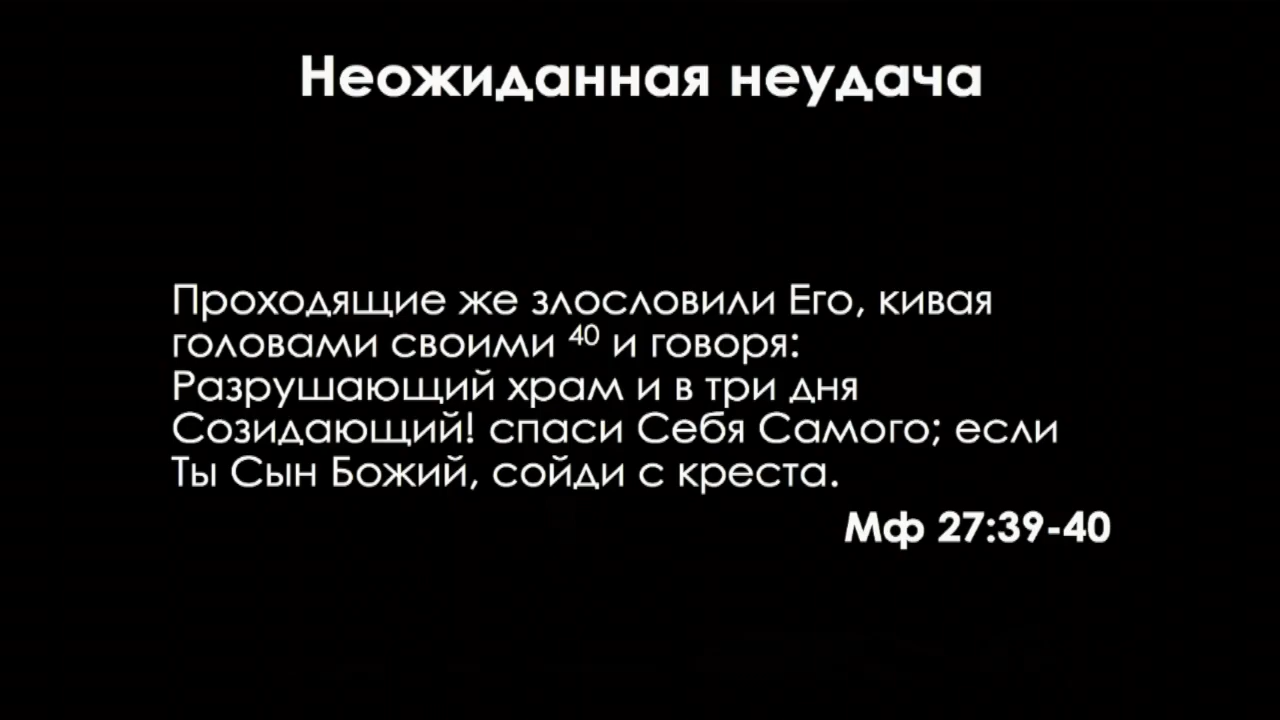 Неожиданная неудача
Проходящие же злословили Его, кивая
головами своими ⁴⁰ и говоря:
Разрушающий храм и в три дня
Созидающий! спаси Себя Самого; если
Ты Сын Божий, сойди с креста.
Мф 27:39-40